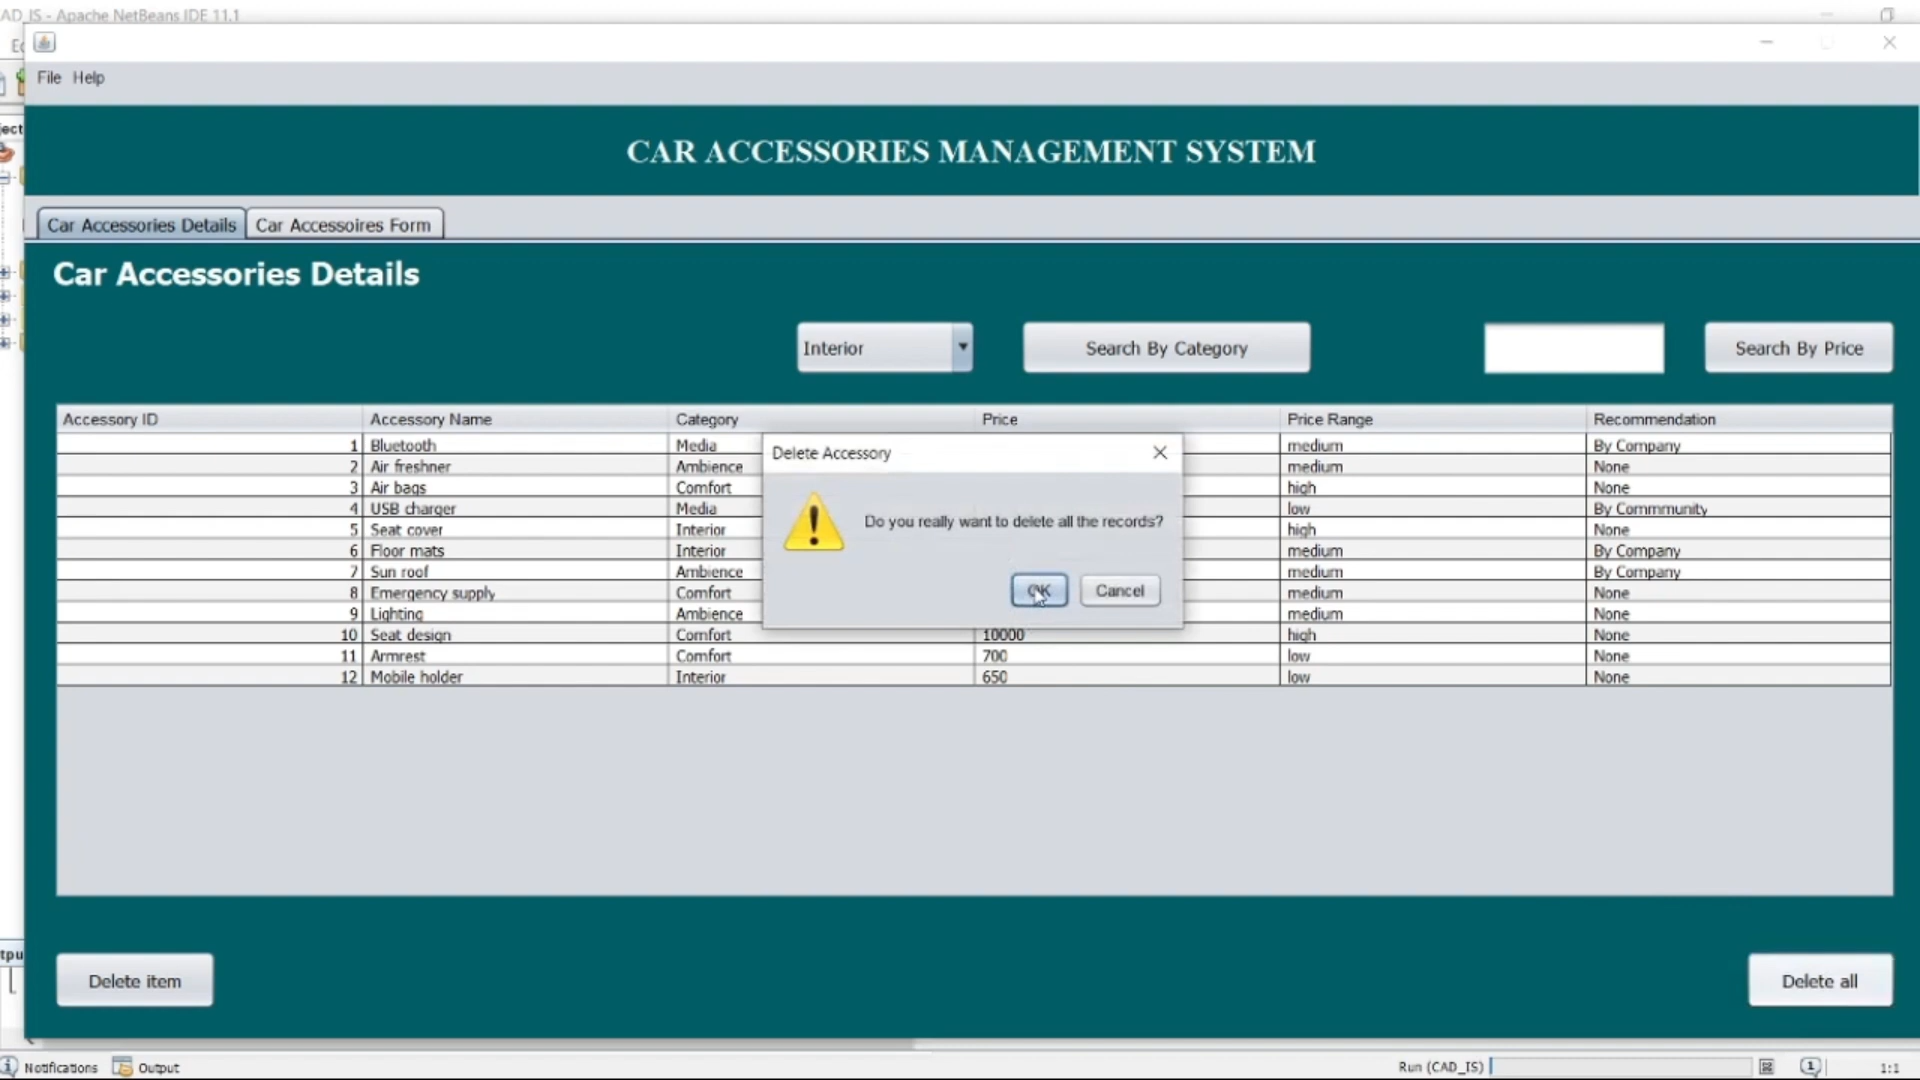 AD_IS - Apache NetBeans IDE 11.1
File Help
CAR ACCESSORIES MANAGEMENT SYSTEM
Car Accessories Details Car Accessoires Form
Car Accessories Details
Interior Search By Category Search By Price
Accessory ID Accessory Name Category Price Price Range Recommendation
1 Bluetooth Media medium By Company
2 Air freshner Ambience medium None
3 Air bags Comfort high None
4 USB charger Media low By Commmunity
5 Seat cover Interior high None
6 Floor mats Interior medium By Company
7 Sun roof Ambience medium By Company
8 Emergency supply Comfort medium None
9 Lighting Ambience medium None
10 Seat design Comfort 10000 high None
11 Armrest Comfort 700 low None
12 Mobile holder Interior 650 low None
Delete Accessory
Do you really want to delete all the records?
OK Cancel
Delete item Delete all
Notifications Output Run (CAD_IS) 1 1:1